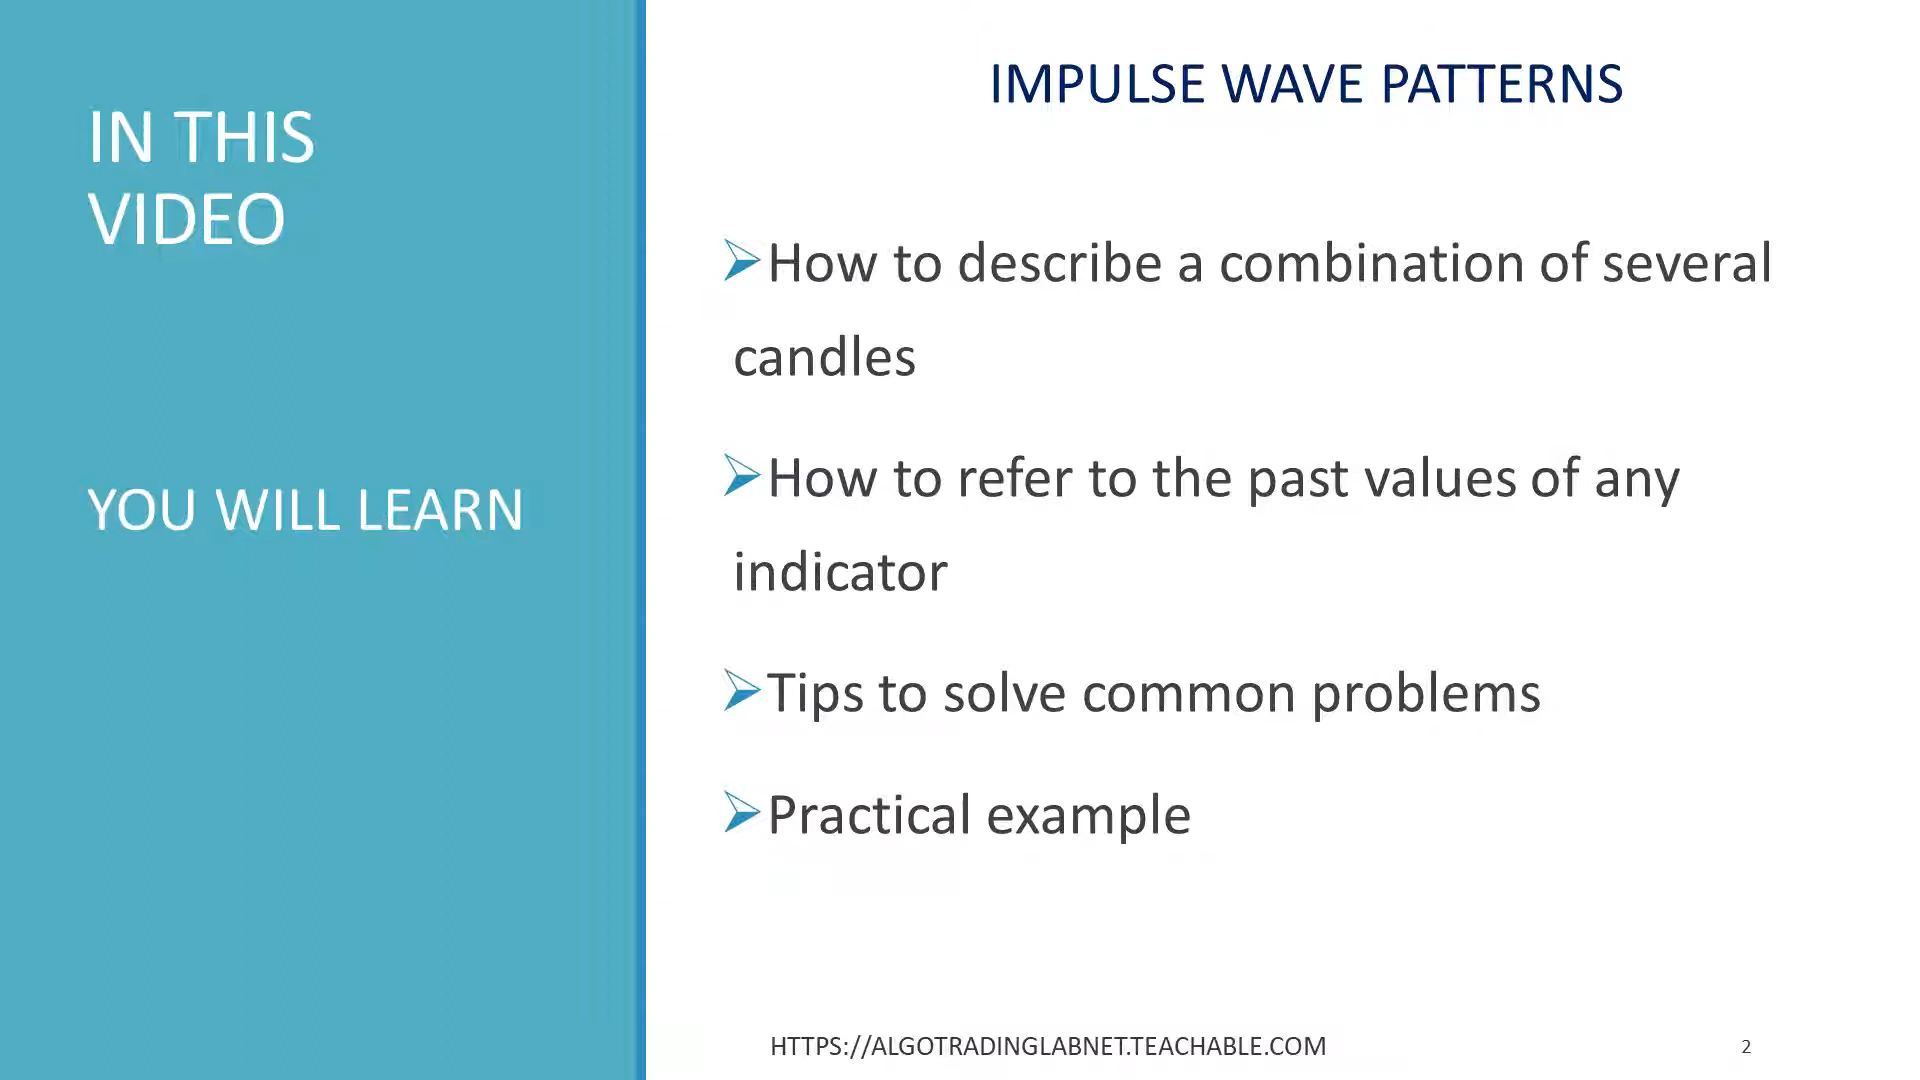 IN THIS
VIDEO
YOU WILL LEARN
IMPULSE WAVE PATTERNS
How to describe a combination of several
candles
How to refer to the past values of any
indicator
Tips to solve common problems
Practical example
HTTPS://ALGOTRADINGLABNET.TEACHABLE.COM
2